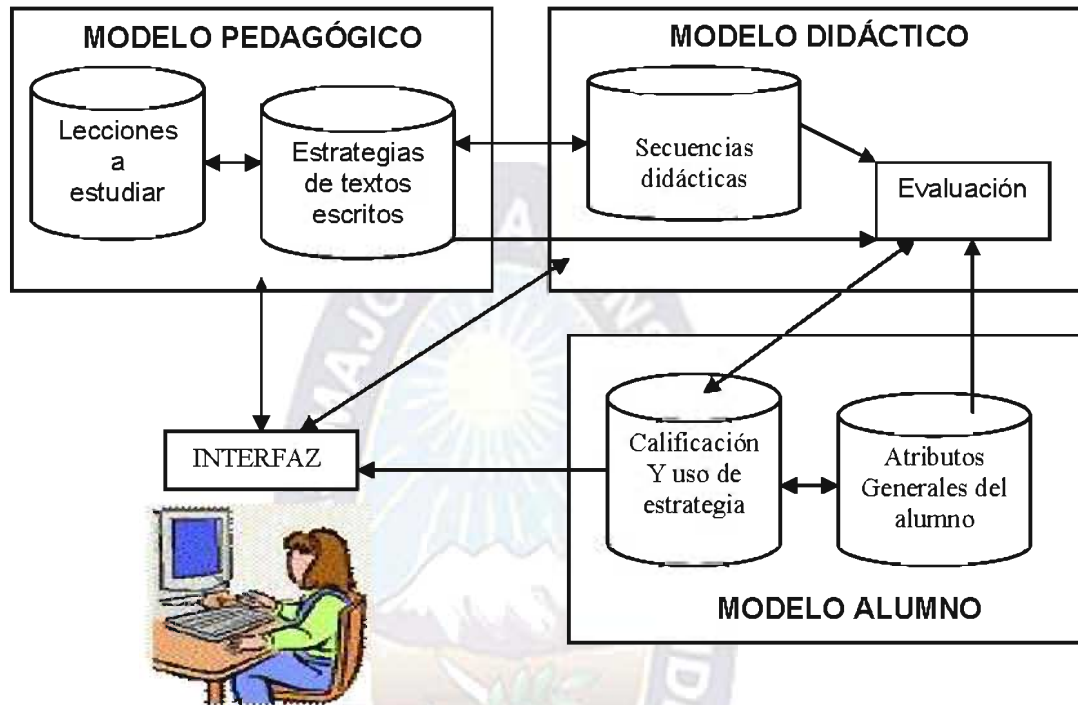 MODELO PEDAGÓGICO
Lecciones
a
estudiar
Estrategias
de textos
escritos
MODELO DIDÁCTICO
Secuencias
didácticas
Evaluación
INTERFAZ
Calificación
Y uso de
estrategia
Atributos
Generales del
alumno
MODELO ALUMNO